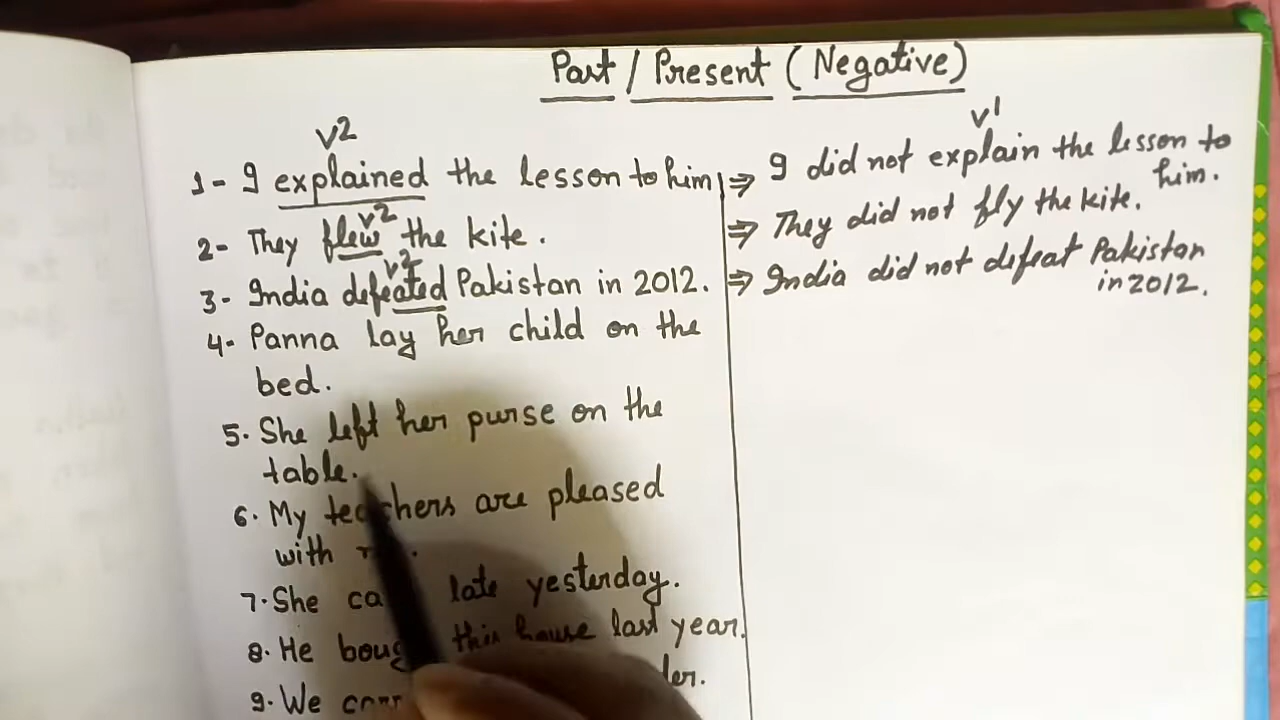 Past / Present (Negative)
v2
v1
1- I explained the lesson to him ⇒ I did not explain the lesson to
him.
v2
2- They flew the kite. ⇒ They did not fly the kite.
v2
3- India defeated Pakistan in 2012. ⇒ India did not defeat Pakistan
in 2012.
4- Panna lay her child on the
bed.
5. She left her purse on the
table.
6. My teachers are pleased
with
7. She late yesterday.
8. He this house last year.
9. We